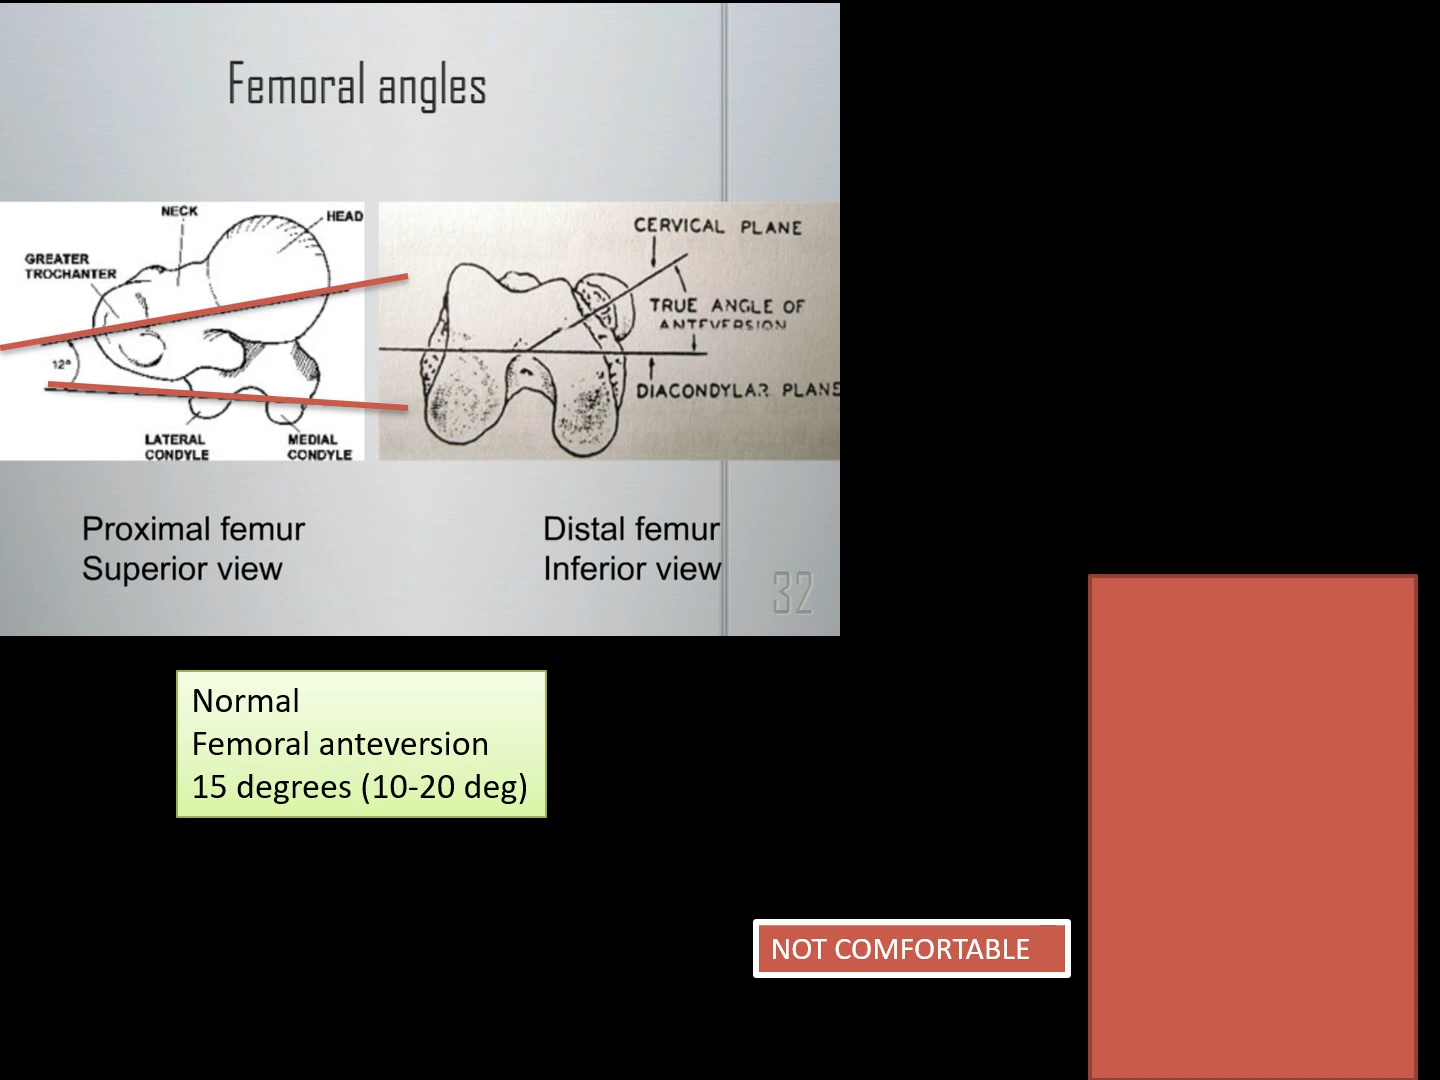 Femoral angles
NECK
HEAD
GREATER
TROCHANTER
12°
LATERAL
CONDYLE
MEDIAL
CONDYLE
CERVICAL PLANE
TRUE ANGLE OF
ANTEVERSION
DIACONDYLAR PLANE
Proximal femur
Superior view
Distal femur
Inferior view
32
Normal
Femoral anteversion
15 degrees (10-20 deg)
NOT COMFORTABLE